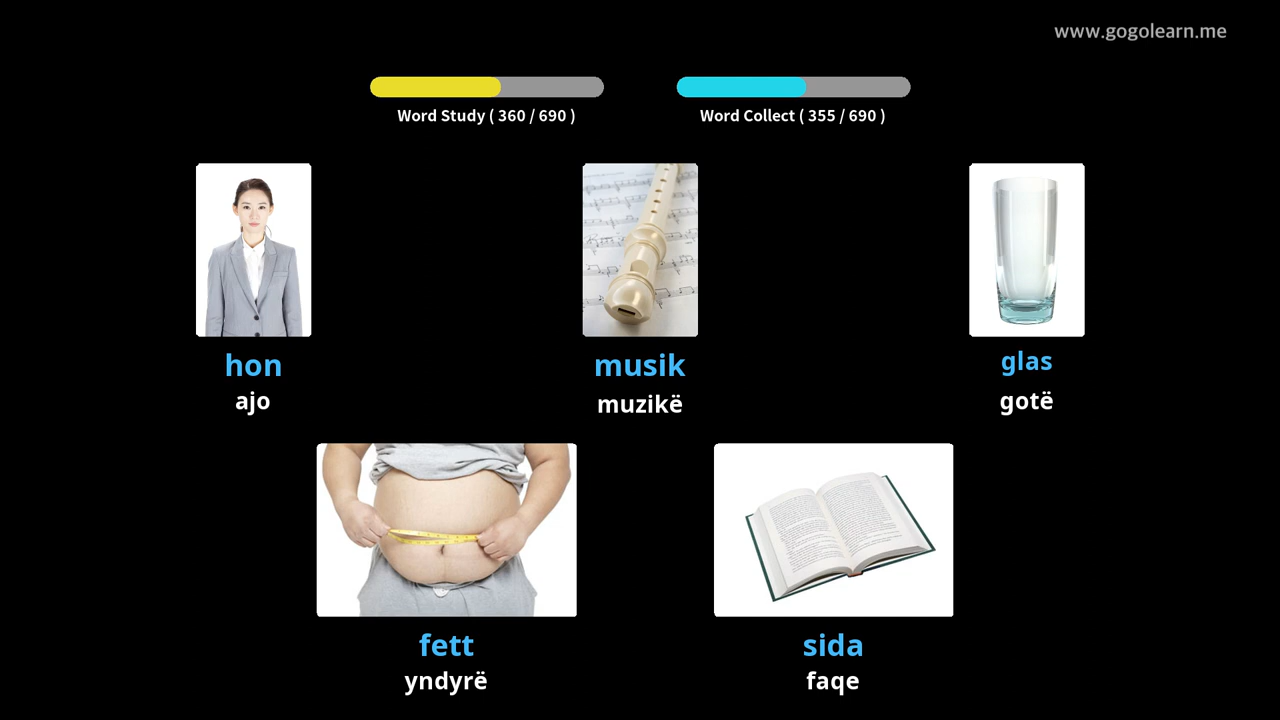 www.gogolearn.me
Word Study ( 360 / 690 )
Word Collect ( 355 / 690 )
hon
ajo
musik
muzikë
glas
gotë
fett
yndyrë
sida
faqe